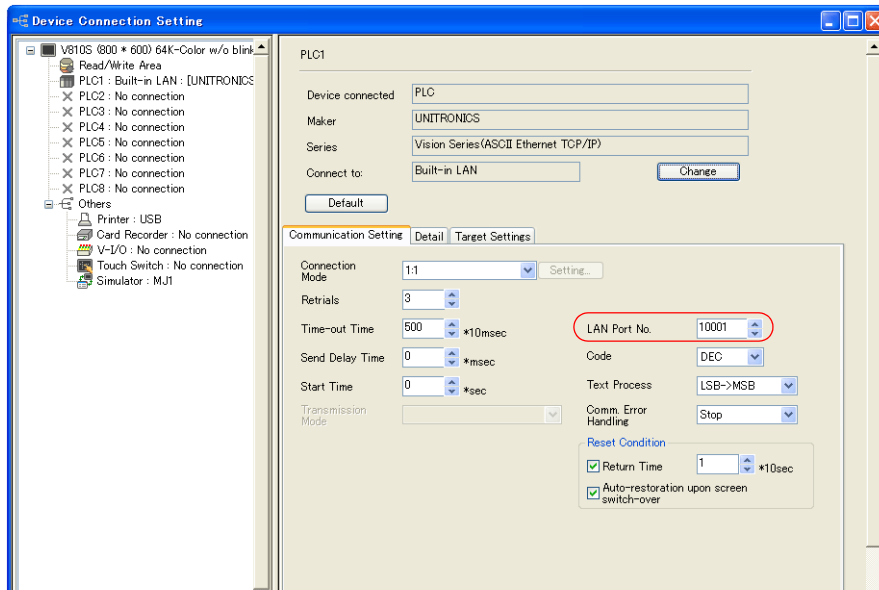 Device Connection Setting
V810S (800 * 600) 64K-Color w/o blink
Read/Write Area
PLC1 : Built-in LAN : [UNITRONICS
PLC2 : No connection
PLC3 : No connection
PLC4 : No connection
PLC5 : No connection
PLC6 : No connection
PLC7 : No connection
PLC8 : No connection
Others
Printer : USB
Card Recorder : No connection
V-I/O : No connection
Touch Switch : No connection
Simulator : MJ1
PLC1
Device connected PLC
Maker UNITRONICS
Series Vision Series(ASCII Ethernet TCP/IP)
Connect to: Built-in LAN Change
Default
Communication Setting Detail Target Settings
Connection Mode 1:1 Setting...
Retrials 3
Time-out Time 500 *10msec
Send Delay Time 0 *msec
Start Time 0 *sec
Transmission Mode
LAN Port No. 10001
Code DEC
Text Process LSB->MSB
Comm. Error Handling Stop
Reset Condition
Return Time 1 *10sec
Auto-restoration upon screen
switch-over